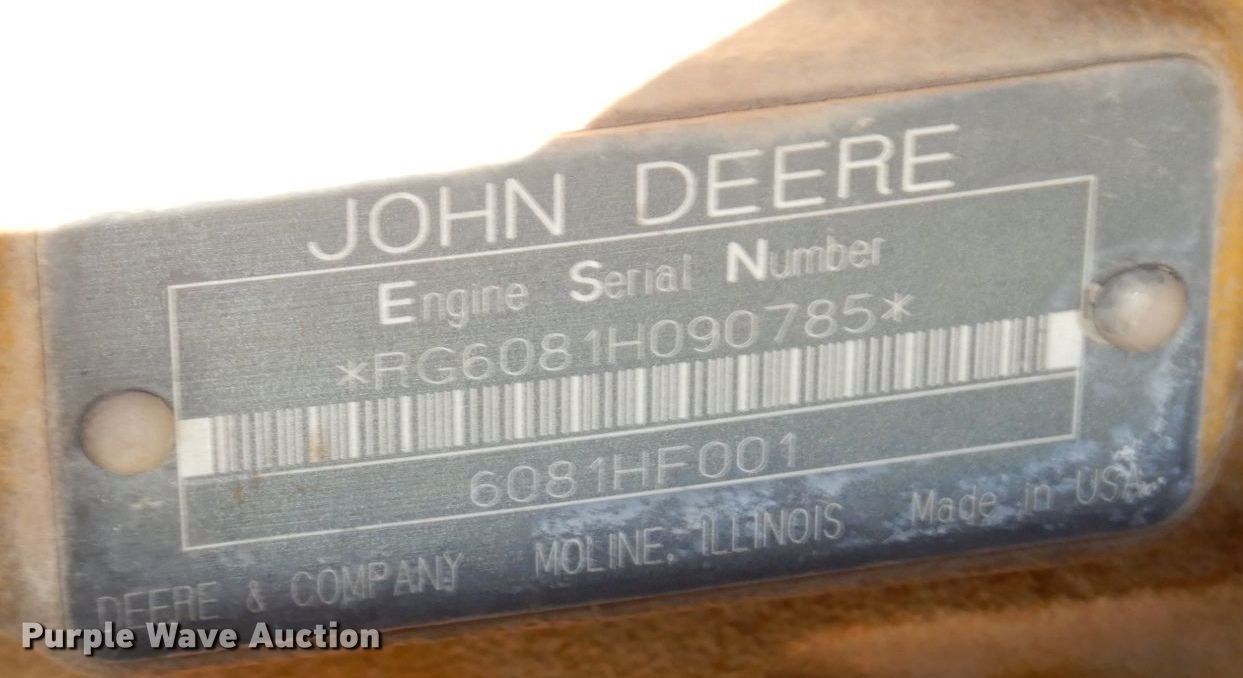 JOHN DEERE
Engine Serial Number
*RG6081H090785*
6081HF001
DEERE & COMPANY MOLINE, ILLINOIS Made in USA
Purple Wave Auction